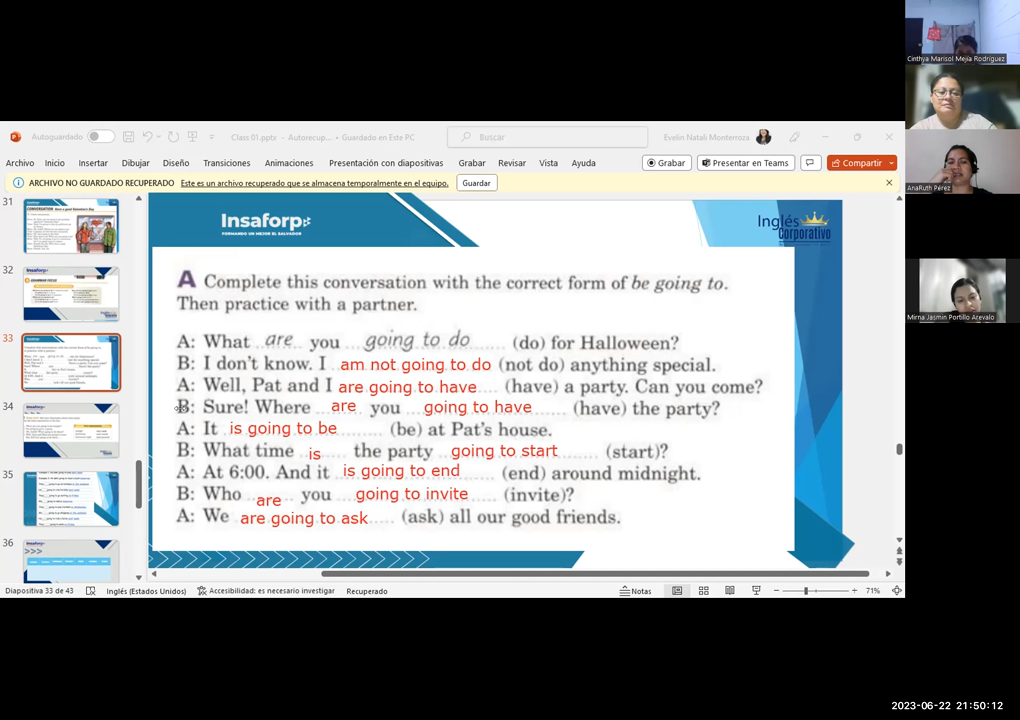 Cinthya Marisol Mejía Rodríguez
AnaRuth Pérez
Mirna Jasmin Portillo Arevalo
Autoguardado
Class 01.pptx - Autorecup... • Guardado en Este PC
Buscar
Evelin Natali Monterroza
Archivo Inicio Insertar Dibujar Diseño Transiciones Animaciones Presentación con diapositivas Grabar Revisar Vista Ayuda
Grabar Presentar en Teams Compartir
ARCHIVO NO GUARDADO RECUPERADO Este es un archivo recuperado que se almacena temporalmente en el equipo. Guardar
31
32
33
34
35
36
Insaforp
FORMANDO UN MEJOR EL SALVADOR
Inglés
Corporativo
A Complete this conversation with the correct form of be going to.
Then practice with a partner.
A: What are you going to do (do) for Halloween?
B: I don't know. I am not going to do (not do) anything special.
A: Well, Pat and I are going to have (have) a party. Can you come?
B: Sure! Where are you going to have (have) the party?
A: It is going to be (be) at Pat's house.
B: What time is the party going to start (start)?
A: At 6:00. And it is going to end (end) around midnight.
B: Who are you going to invite (invite)?
A: We are going to ask (ask) all our good friends.
Diapositiva 33 de 43 Inglés (Estados Unidos) Accesibilidad: es necesario investigar Recuperado Notas 71%
2023-06-22 21:50:12